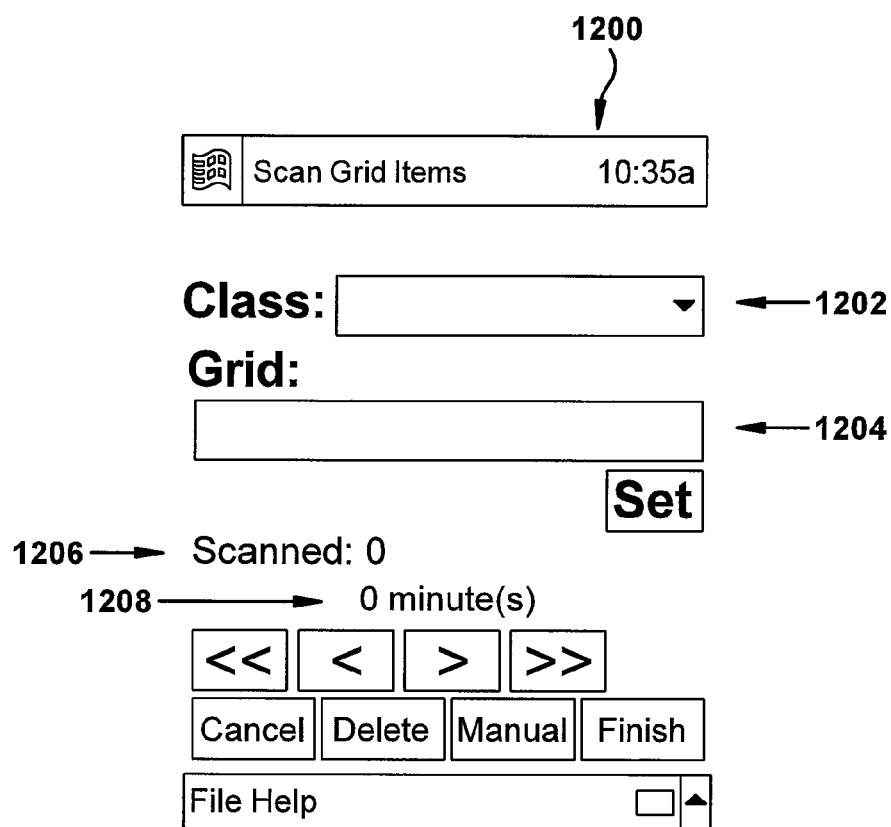 1200
Scan Grid Items 10:35a
Class: 1202
Grid:
1204
Set
1206 Scanned: 0
1208 0 minute(s)
<< < > >>
Cancel Delete Manual Finish
File Help